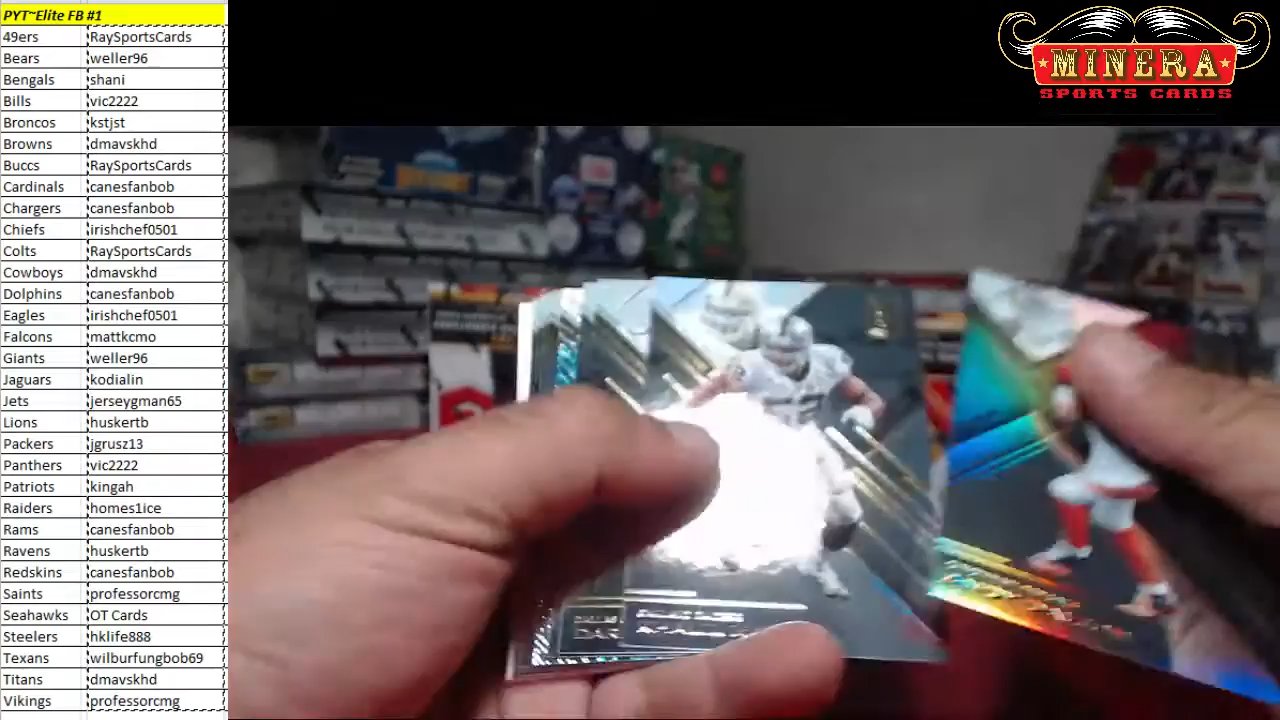 PYT~Elite FB #1
49ers RaySportsCards
Bears weller96
Bengals shani
Bills vic2222
Broncos kstjst
Browns dmavskhd
Buccs RaySportsCards
Cardinals canesfanbob
Chargers canesfanbob
Chiefs irishchef0501
Colts RaySportsCards
Cowboys dmavskhd
Dolphins canesfanbob
Eagles irishchef0501
Falcons mattkcmo
Giants weller96
Jaguars kodialin
Jets jerseygman65
Lions huskertb
Packers jgrusz13
Panthers vic2222
Patriots kingah
Raiders homes1ice
Rams canesfanbob
Ravens huskertb
Redskins canesfanbob
Saints professorcmg
Seahawks OT Cards
Steelers hklife888
Texans wilburfungbob69
Titans dmavskhd
Vikings professorcmg
MINERA
SPORTS CARDS